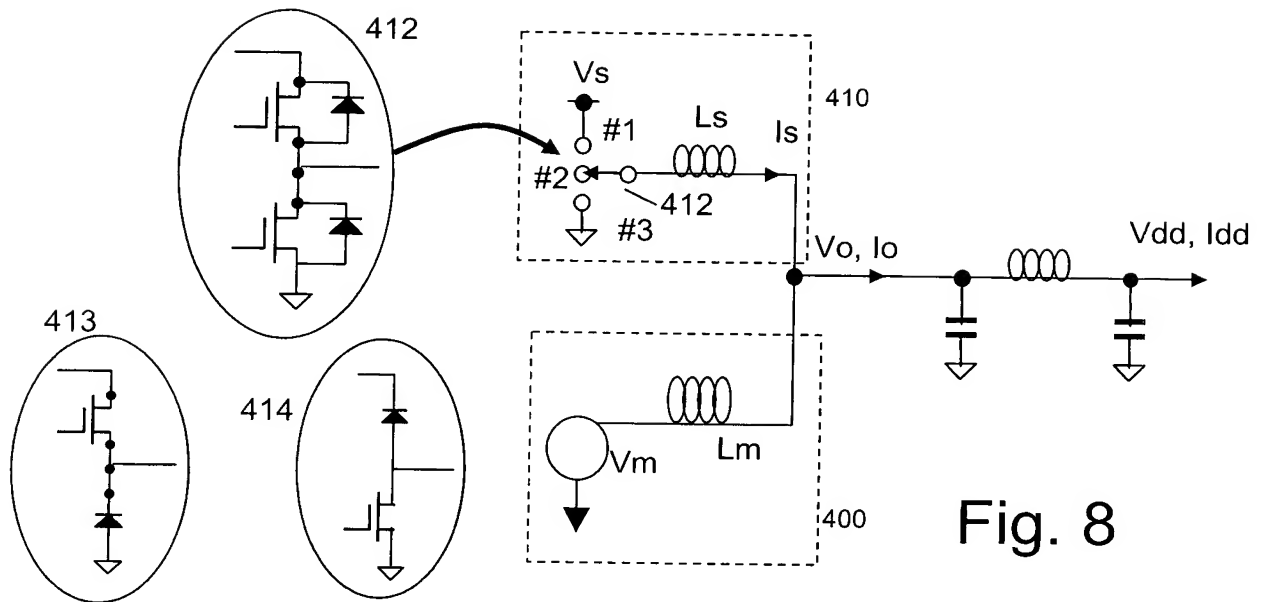 412
Vs
410
#1
Ls
Is
#2
412
#3
Vo, Io
Vdd, Idd
413
414
Vm
Lm
400
Fig. 8